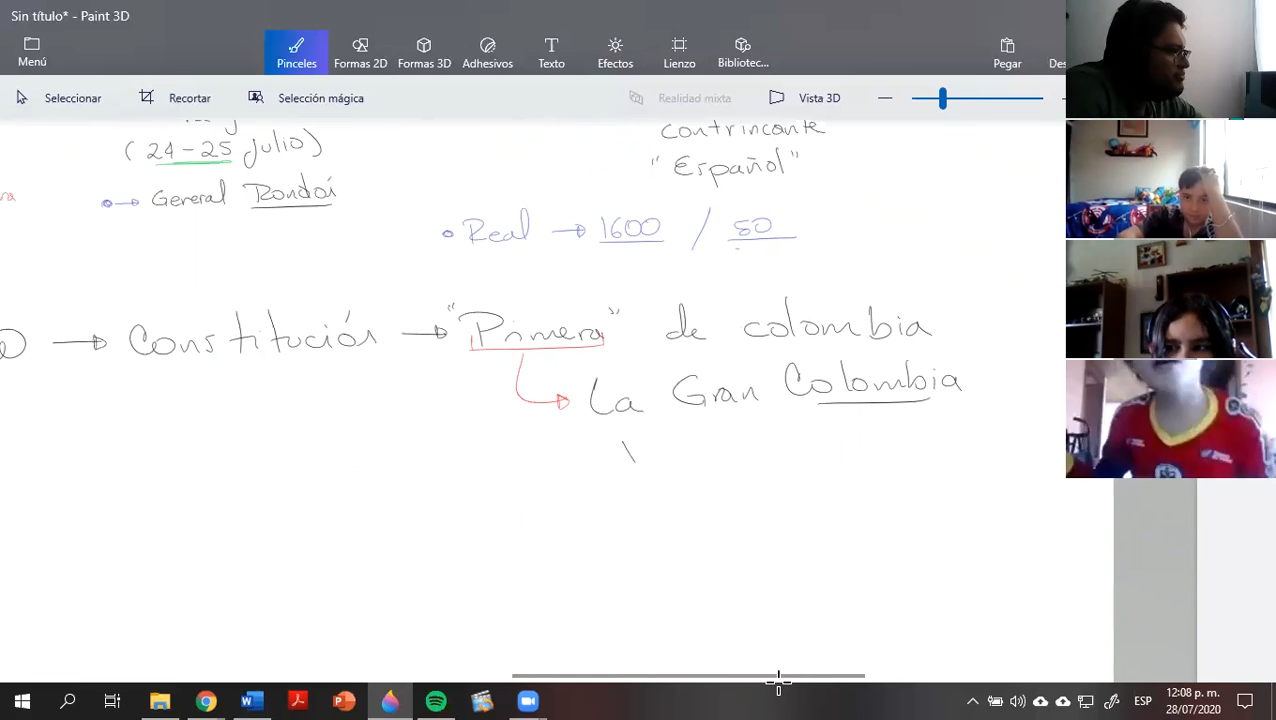 Sin título* - Paint 3D
Menú
Pinceles
Formas 2D
Formas 3D
Adhesivos
Texto
Efectos
Lienzo
Bibliotec...
Pegar
Seleccionar
Recortar
Selección mágica
Realidad mixta
Vista 3D
contrincante
"Español"
(24-25 julio)
General
Real → 1600 / 50
→ Constitución → "Primera" de colombia
La Gran Colombia
ESP
12:08 p. m.
28/07/2020